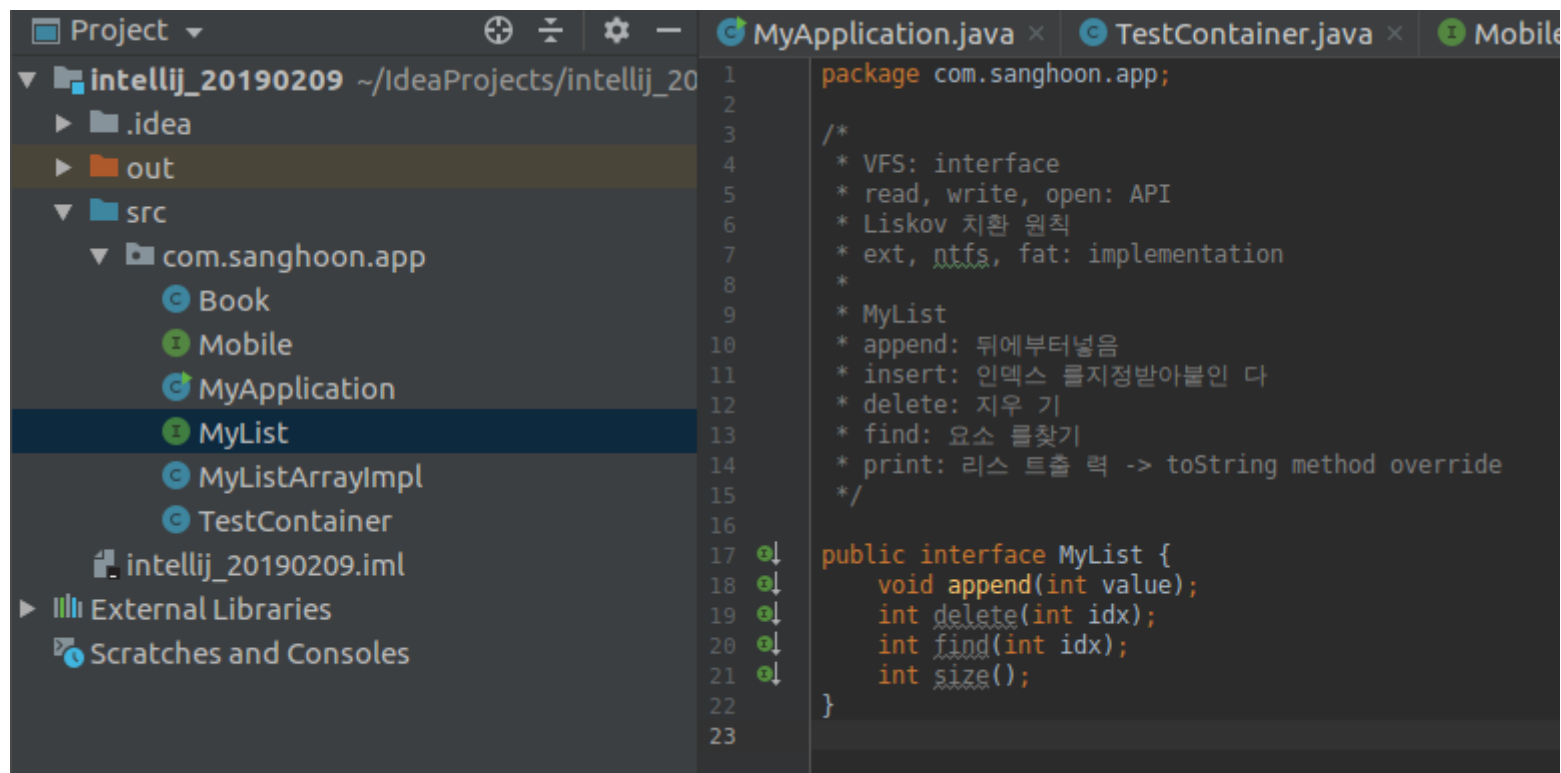 Project
intellij_20190209 ~/IdeaProjects/intellij_20
.idea
out
src
com.sanghoon.app
Book
Mobile
MyApplication
MyList
MyListArrayImpl
TestContainer
intellij_20190209.iml
External Libraries
Scratches and Consoles
MyApplication.java TestContainer.java Mobile
1 package com.sanghoon.app;
2
3 /*
4 * VFS: interface
5 * read, write, open: API
6 * Liskov 치환 원칙
7 * ext, ntfs, fat: implementation
8 *
9 * MyList
10 * append: 뒤에부터넣음
11 * insert: 인덱스 를지정받아붙인 다
12 * delete: 지우 기
13 * find: 요소 를찾기
14 * print: 리스 트출 력 -> toString method override
15 */
16
17 public interface MyList {
18 void append(int value);
19 int delete(int idx);
20 int find(int idx);
21 int size();
22 }
23